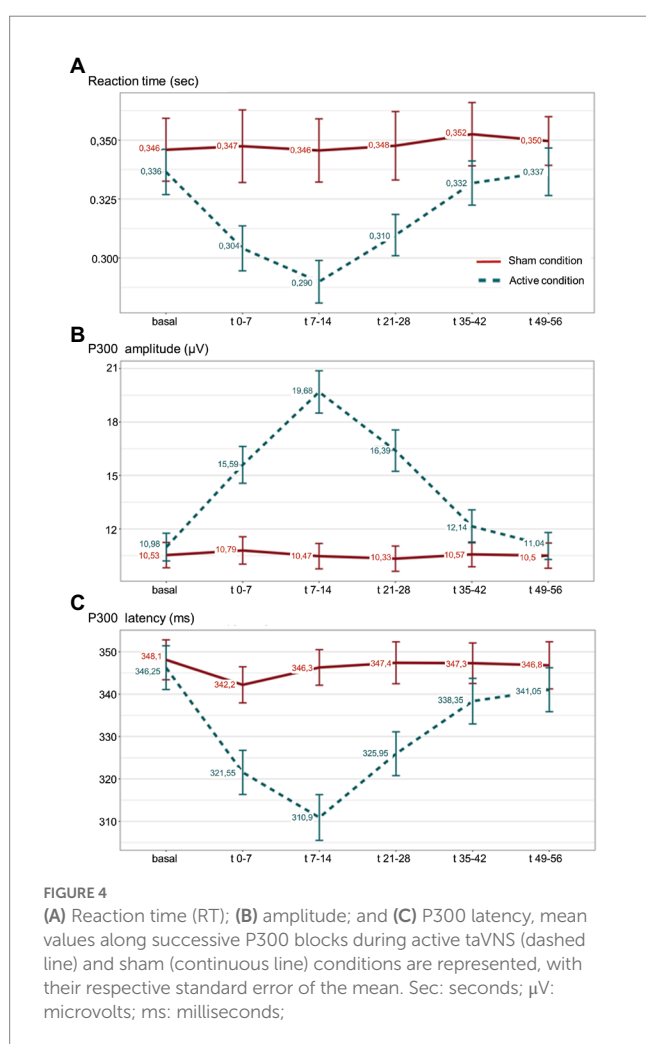 A
Reaction time (sec)
0,350
0.325
0.300
0,346
0,347
0,346
0,348
0,352
0,350
0,336
0,304
0,290
0,310
0,332
0,337
Sham condition
Active condition
basal t 0-7 t 7-14 t 21-28 t 35-42 t 49-56
B
P300 amplitude (µV)
21
18
15
12
10,98
15,59
19,68
16,39
12,14
11,04
10,53
10,79
10,47
10,33
10,57
10,5
basal t 0-7 t 7-14 t 21-28 t 35-42 t 49-56
C
P300 latency (ms)
350
340
330
320
310
348,1
342,2
346,3
347,4
347,3
346,8
346,25
321,55
310,9
325,95
338,35
341,05
basal t 0-7 t 7-14 t 21-28 t 35-42 t 49-56
FIGURE 4
(A) Reaction time (RT); (B) amplitude; and (C) P300 latency, mean
values along successive P300 blocks during active taVNS (dashed
line) and sham (continuous line) conditions are represented, with
their respective standard error of the mean. Sec: seconds; µV:
microvolts; ms: milliseconds;